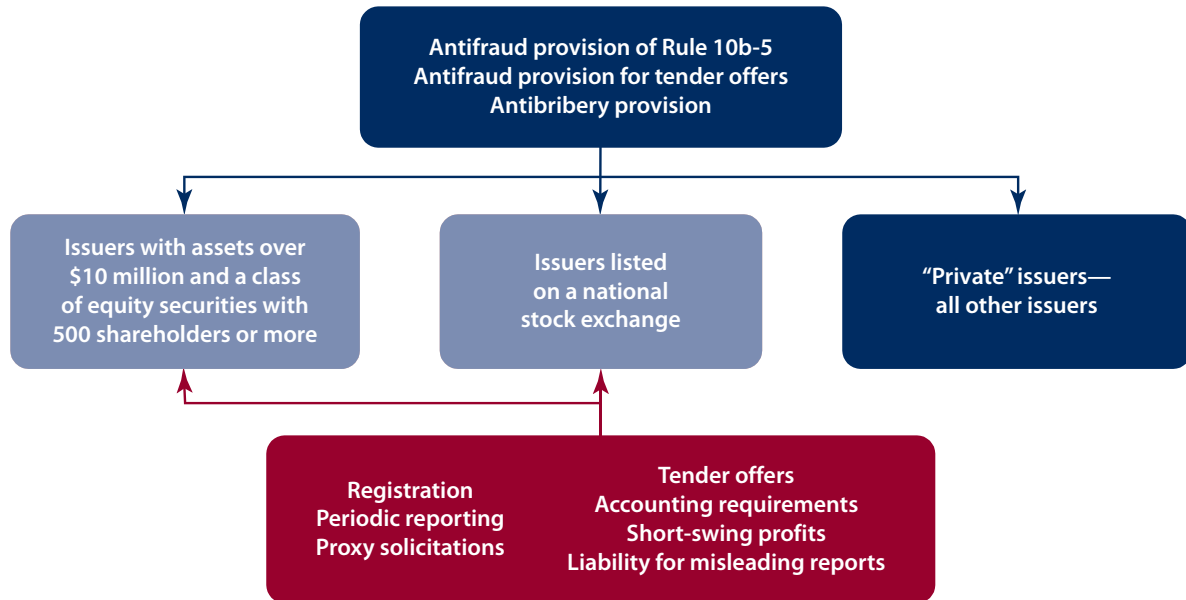 Antifraud provision of Rule 10b-5
Antifraud provision for tender offers
Antibribery provision
Issuers with assets over
$10 million and a class
of equity securities with
500 shareholders or more
Issuers listed
on a national
stock exchange
“Private” issuers—
all other issuers
Registration
Periodic reporting
Proxy solicitations
Tender offers
Accounting requirements
Short-swing profits
Liability for misleading reports